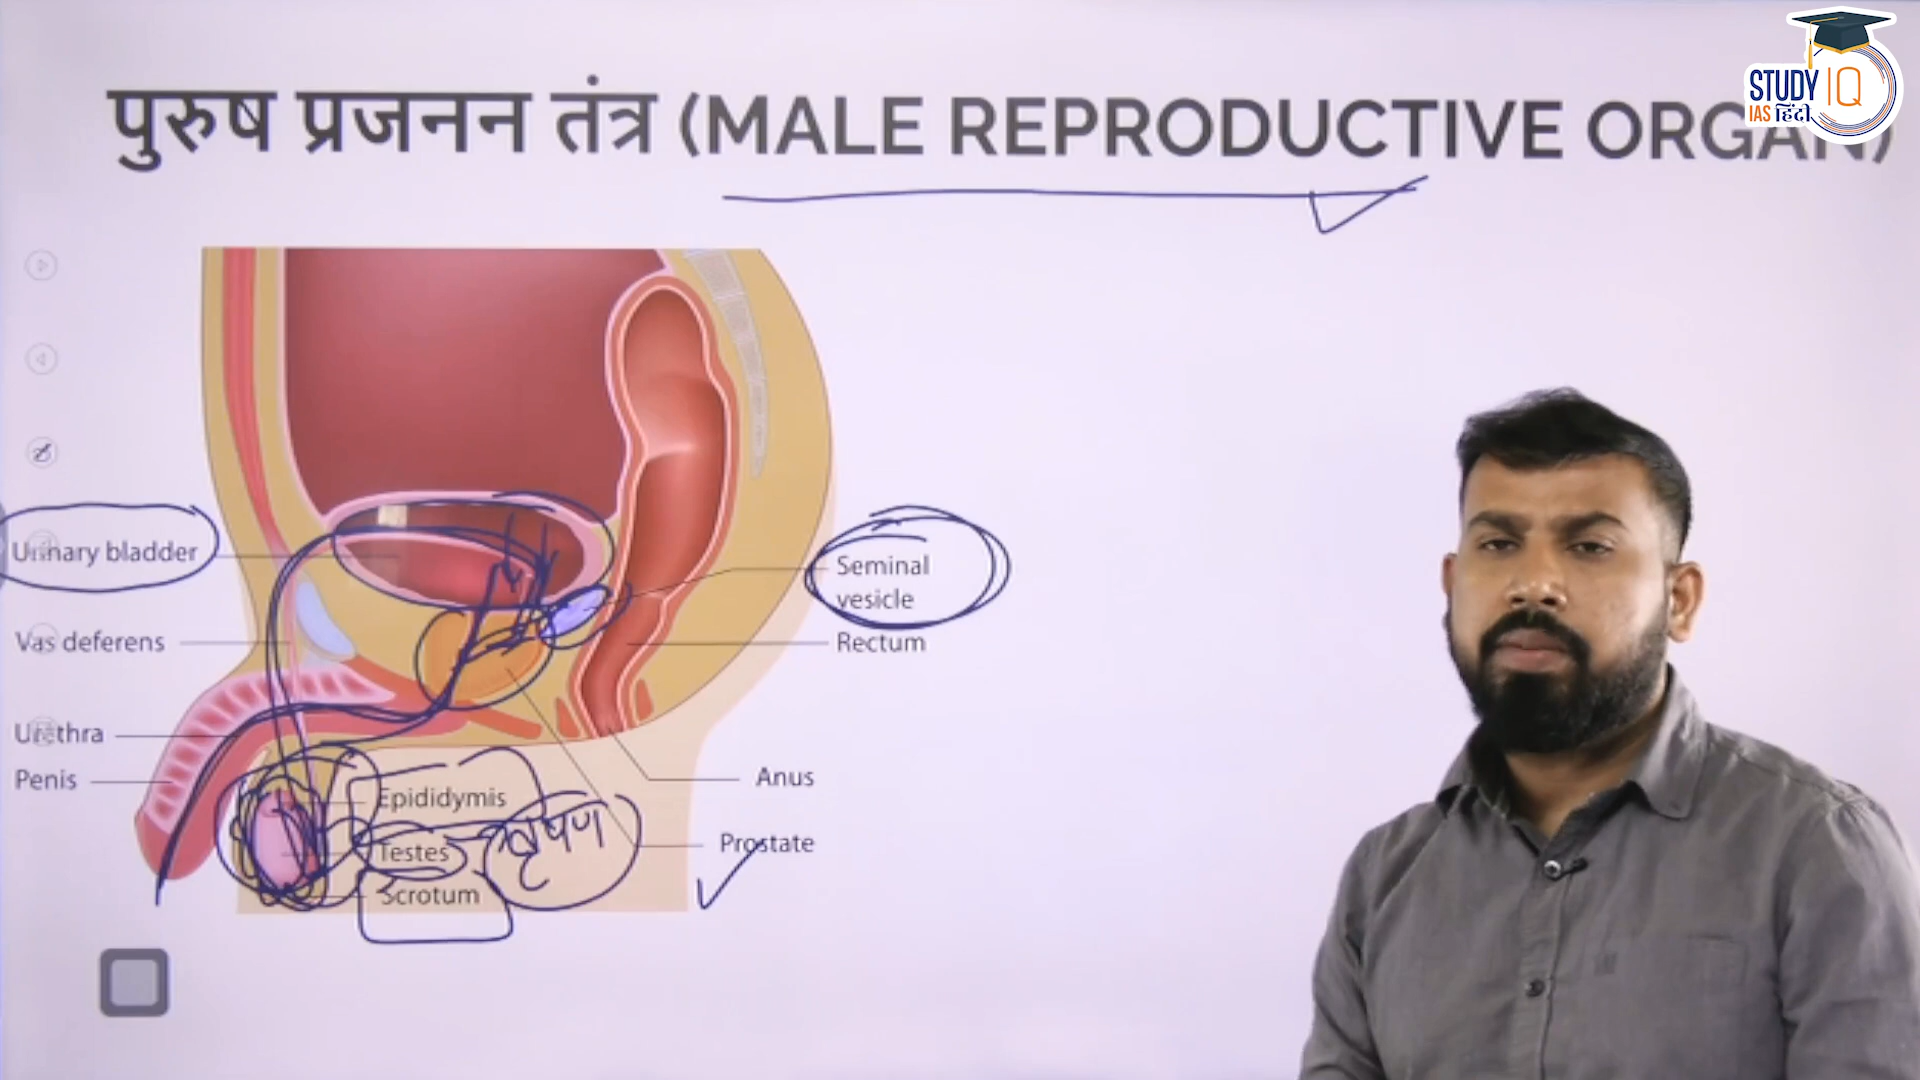 पुरुष प्रजनन तंत्र (MALE REPRODUCTIVE ORGAN)
STUDY IQ
IAS हिंदी
Urinary bladder
Seminal
vesicle
Vas deferens
Rectum
Urethra
Penis
Anus
Epididymis
Testes
वृषण
Prostate
Scrotum